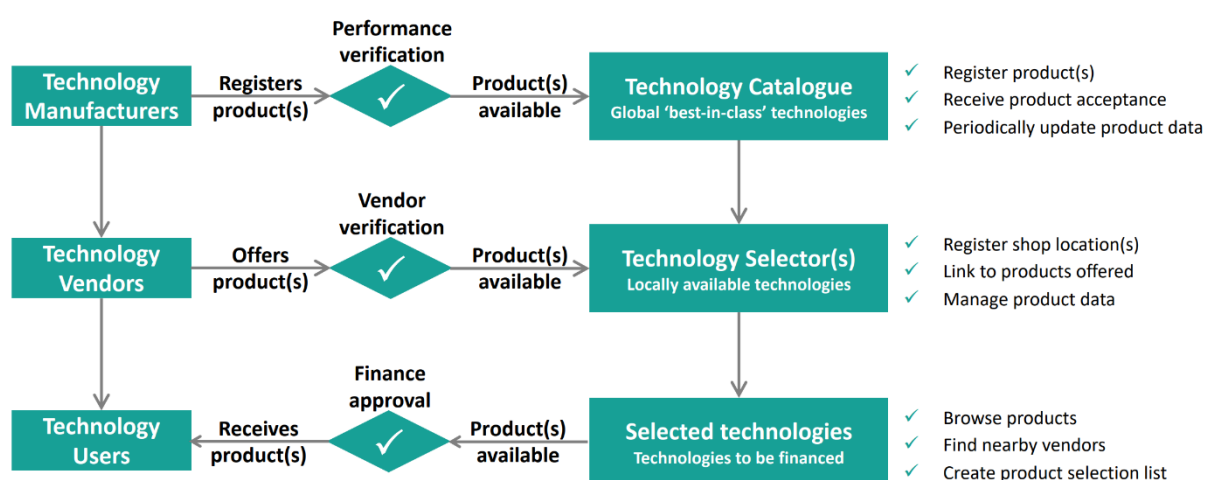 Performance
verification
Technology
Manufacturers
Registers
product(s)
Product(s)
available
Technology Catalogue
Global ‘best-in-class’ technologies
✓ Register product(s)
✓ Receive product acceptance
✓ Periodically update product data
Vendor
verification
Technology
Vendors
Offers
product(s)
Product(s)
available
Technology Selector(s)
Locally available technologies
✓ Register shop location(s)
✓ Link to products offered
✓ Manage product data
Finance
approval
Technology
Users
Receives
product(s)
Product(s)
available
Selected technologies
Technologies to be financed
✓ Browse products
✓ Find nearby vendors
✓ Create product selection list